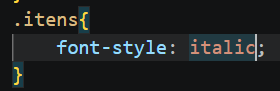 .itens{
font-style: italic;
}